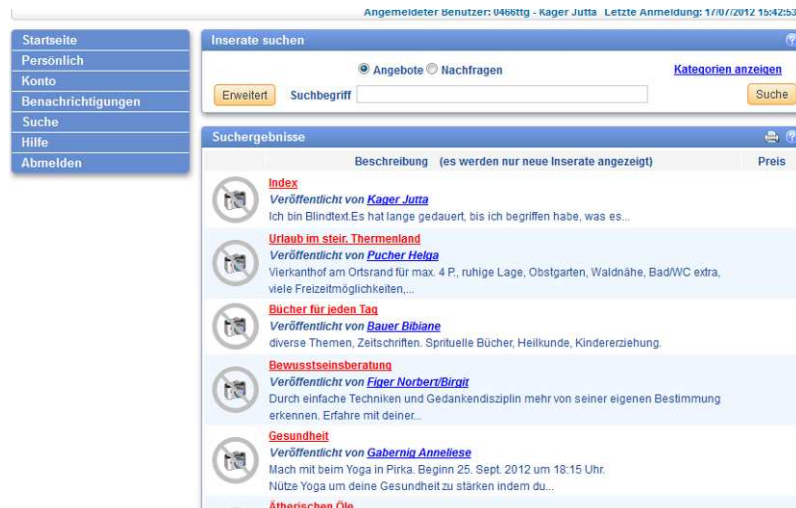 Angemeldeter Benutzer: 0466ttg - Kager Jutta Letzte Anmeldung: 17/07/2012 15:42:53
Startseite
Persönlich
Konto
Benachrichtigungen
Suche
Hilfe
Abmelden
Inserate suchen
Angebote Nachfragen
Kategorien anzeigen
Erweitert
Suchbegriff
Suche
Suchergebnisse
Beschreibung (es werden nur neue Inserate angezeigt) Preis
Index
Veröffentlicht von Kager Jutta
Ich bin Blindtext.Es hat lange gedauert, bis ich begriffen habe, was es...
Urlaub im steir. Thermenland
Veröffentlicht von Pucher Helga
Vierkanthof am Ortsrand für max. 4 P., ruhige Lage, Obstgarten, Waldnähe, Bad/WC extra,
viele Freizeitmöglichkeiten,...
Bücher für jeden Tag
Veröffentlicht von Bauer Bibiane
diverse Themen, Zeitschriften. Sprituelle Bücher, Heilkunde, Kindererziehung.
Bewusstseinsberatung
Veröffentlicht von Figer Norbert/Birgit
Durch einfache Techniken und Gedankendisziplin mehr von seiner eigenen Bestimmung
erkennen. Erfahre mit deiner...
Gesundheit
Veröffentlicht von Gabernig Anneliese
Mach mit beim Yoga in Pirka. Beginn 25. Sept. 2012 um 18:15 Uhr.
Nütze Yoga um deine Gesundheit zu stärken indem du...
Ätherischen Öle